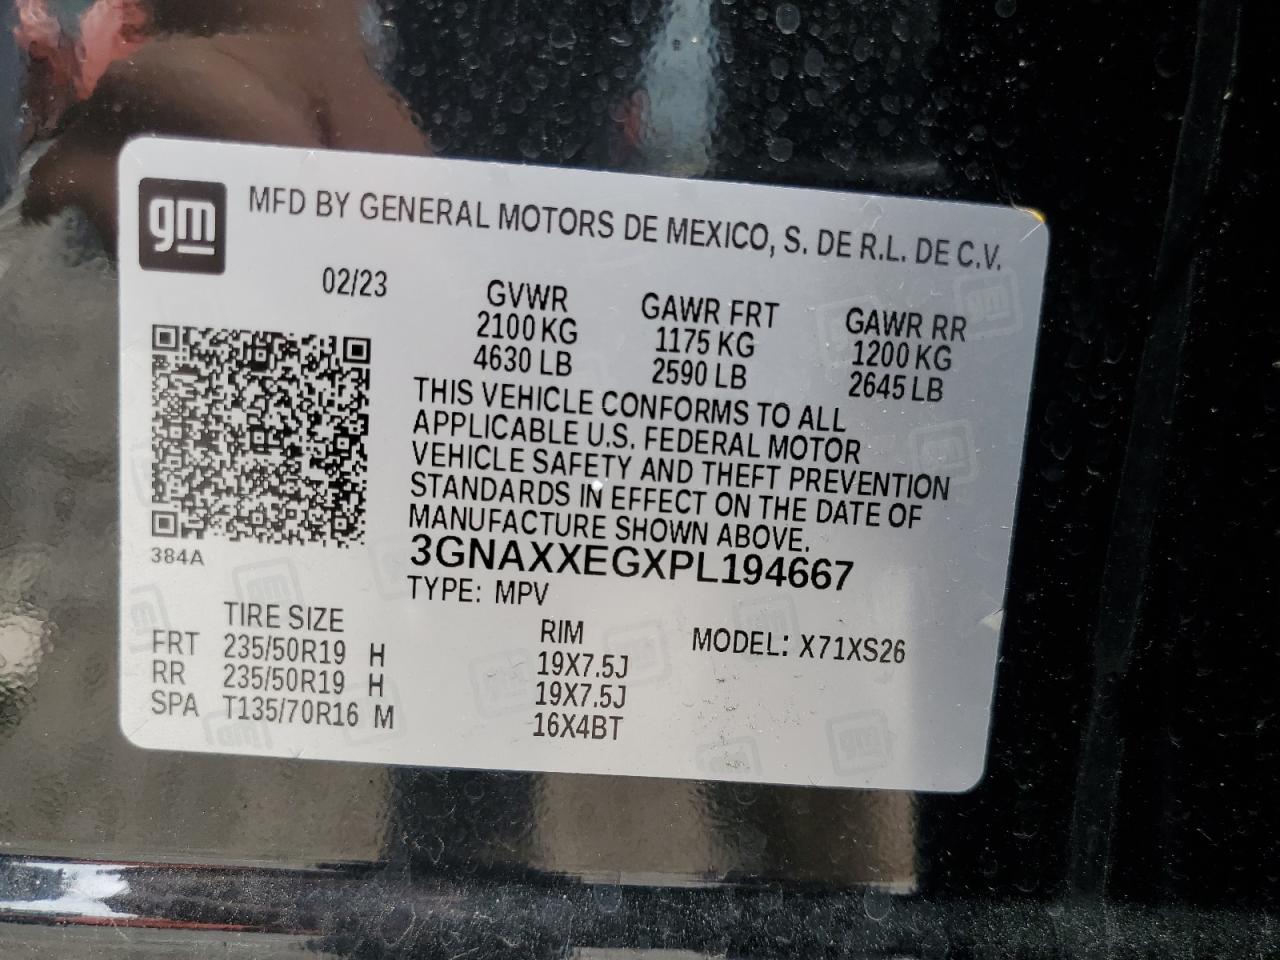 gm MFD BY GENERAL MOTORS DE MEXICO, S. DE R.L. DE C.V.
02/23 GVWR GAWR FRT GAWR RR
2100 KG 1175 KG 1200 KG
4630 LB 2590 LB 2645 LB
THIS VEHICLE CONFORMS TO ALL
APPLICABLE U.S. FEDERAL MOTOR
VEHICLE SAFETY AND THEFT PREVENTION
STANDARDS IN EFFECT ON THE DATE OF
MANUFACTURE SHOWN ABOVE.
384A 3GNAXXEGXPL194667
TYPE: MPV
TIRE SIZE RIM MODEL: X71XS26
FRT 235/50R19 H 19X7.5J
RR 235/50R19 H 19X7.5J
SPA T135/70R16 M 16X4BT